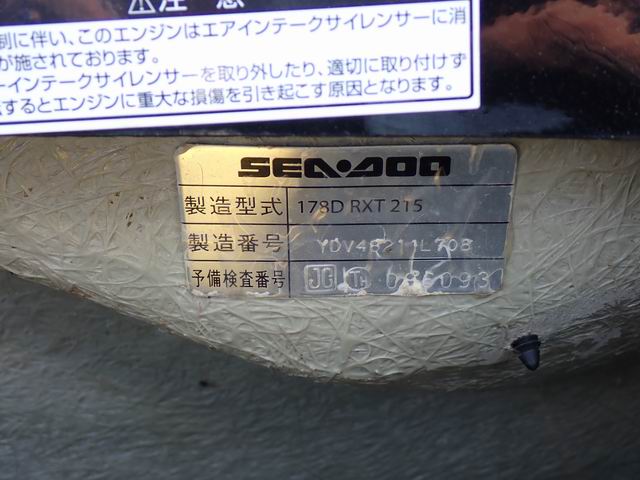 ⚠注意
制に伴い、このエンジンはエアインテークサイレンサーに消
が施されております。
ーインテークサイレンサーを取り外したり、適切に取り付けず
するとエンジンに重大な損傷を引き起こす原因となります。
SEA-DOO
製造型式 178D RXT 215
製造番号
予備検査番号 JG